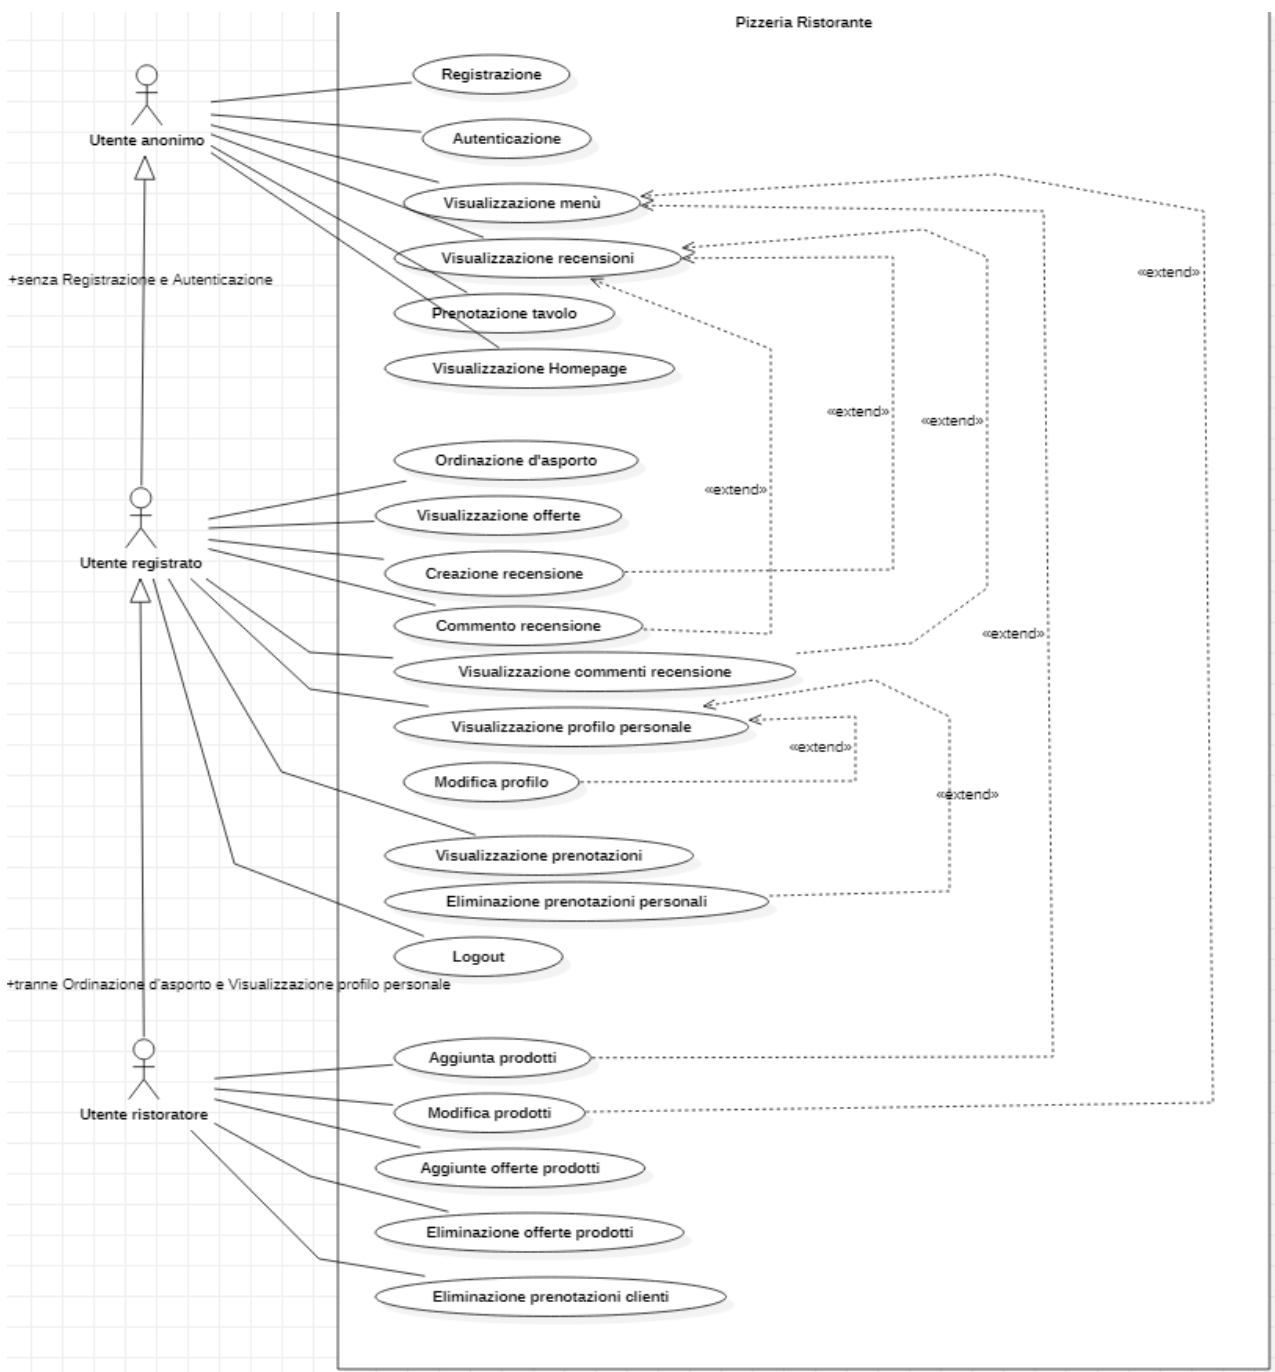 Pizzeria Ristorante
Registrazione
Autenticazione
Utente anonimo
Visualizzazione menù
Visualizzazione recensioni
«extend»
+senza Registrazione e Autenticazione
Prenotazione tavolo
Visualizzazione Homepage
«extend»
«extend»
Ordinazione d'asporto
«extend»
Visualizzazione offerte
Utente registrato
Creazione recensione
Commento recensione
«extend»
Visualizzazione commenti recensione
Visualizzazione profilo personale
«extend»
Modifica profilo
«extend»
Visualizzazione prenotazioni
Eliminazione prenotazioni personali
Logout
+tranne Ordinazione d'asporto e Visualizzazione profilo personale
Aggiunta prodotti
Utente ristoratore
Modifica prodotti
Aggiunte offerte prodotti
Eliminazione offerte prodotti
Eliminazione prenotazioni clienti